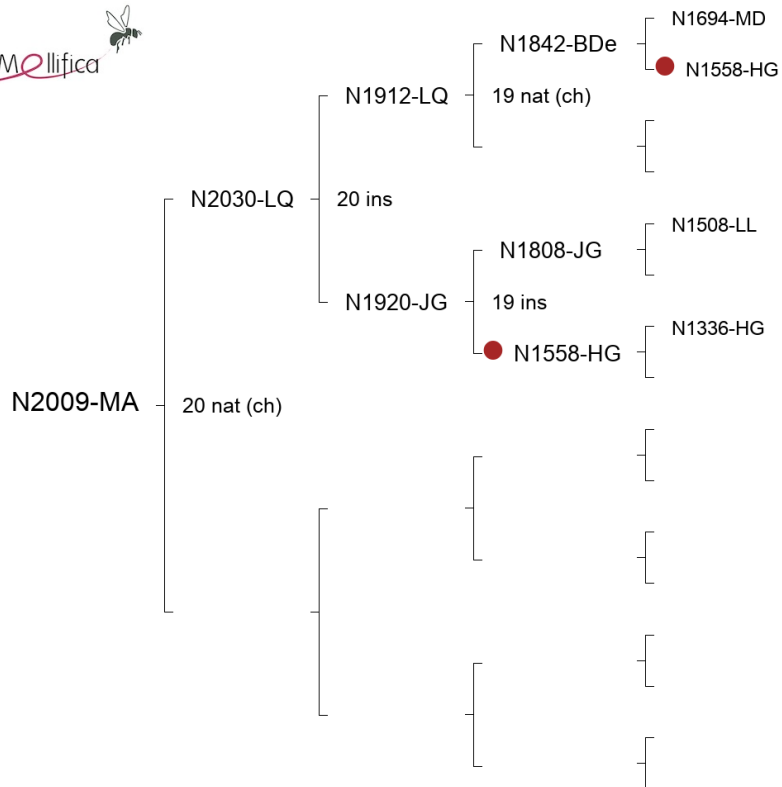 Mellifica
N1694-MD
N1842-BDe
N1558-HG
N1912-LQ
19 nat (ch)
N2030-LQ
20 ins
N1508-LL
N1808-JG
N1920-JG
19 ins
N1336-HG
N1558-HG
N2009-MA
20 nat (ch)